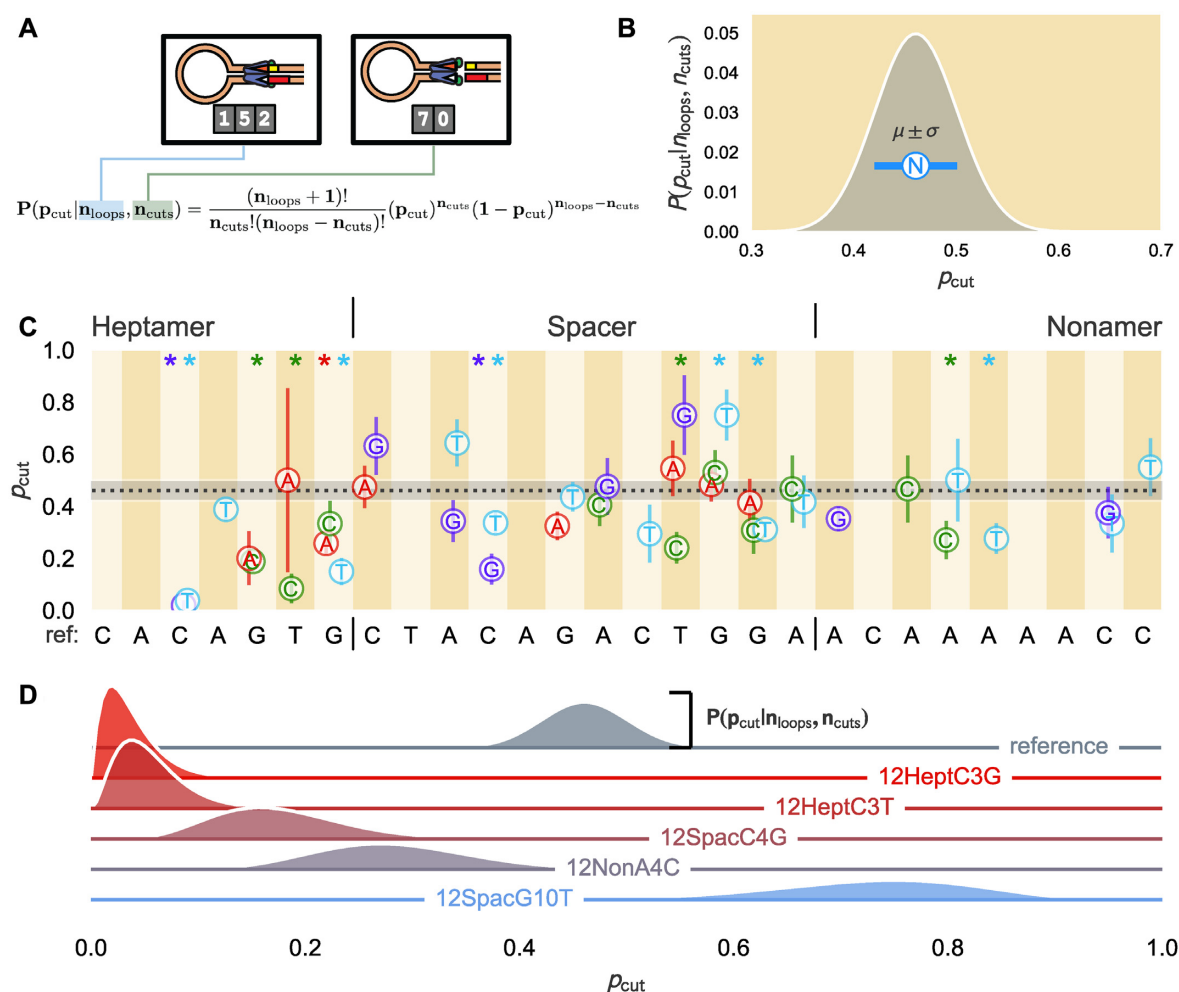 A
1 5 2
7 0
P(p_cut|n_loops, n_cuts) = (n_loops + 1)! / n_cuts!(n_loops − n_cuts)! (p_cut)^n_cuts (1 − p_cut)^n_loops−n_cuts
B
P(p_cut|n_loops, n_cuts)
0.05
0.04
0.03
0.02
0.01
0.00
μ ± σ
N
0.3 0.4 0.5 0.6 0.7
p_cut
C
Heptamer Spacer Nonamer
p_cut
1.0
0.8
0.6
0.4
0.2
0.0
* * * * * * * * * * * * *
G T T A C A C A C T A G G T G T A T C G T A G C A C G T A C T C T G C C T T G T T
ref: C A C A G T G C T A C A G A C T G G A A C A A A A A C C
D
P(p_cut|n_loops, n_cuts)
reference
12HeptC3G
12HeptC3T
12SpacC4G
12NonA4C
12SpacG10T
0.0 0.2 0.4 0.6 0.8 1.0
p_cut